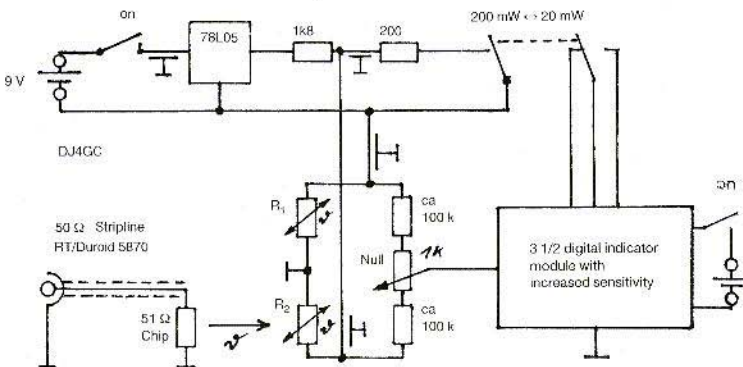 on
78L05
1k8
200
200 mW ↔ 20 mW
9 V
DJ4GC
R1
ca
100 k
on
50 Ω Stripline
RT/Duroid 5870
Null
1K
3 1/2 digital indicator
module with
increased sensitivity
51 Ω
Chip
ϑ
R2
ca
100 k